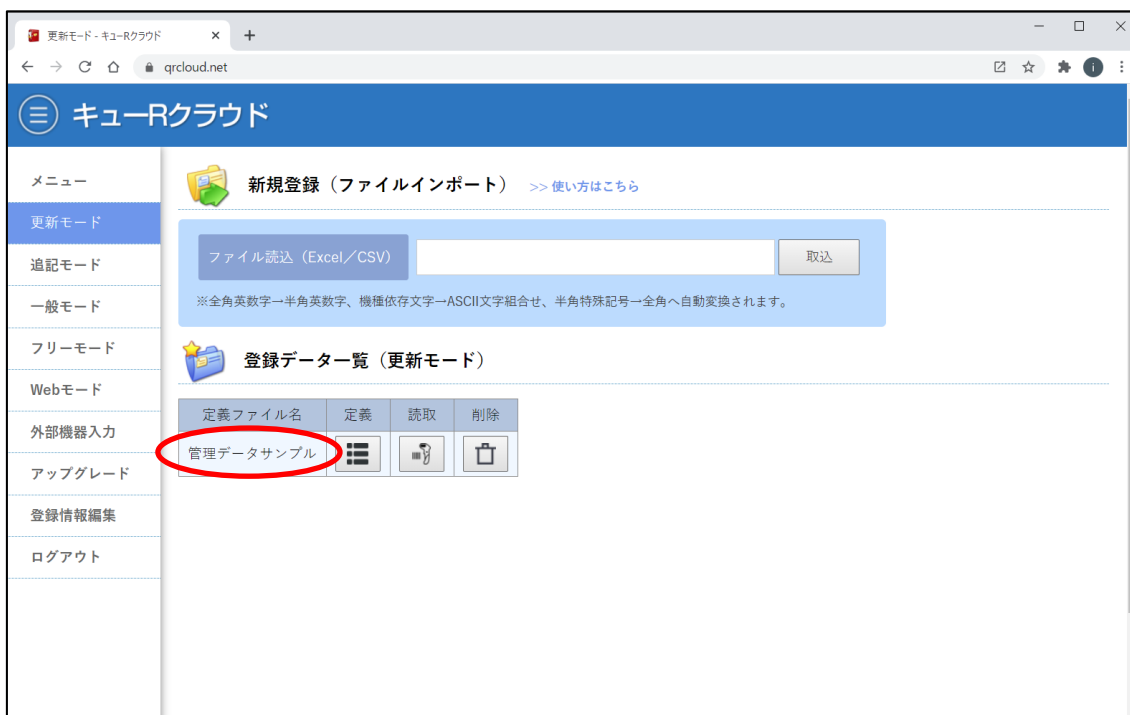 更新モード - キューRクラウド
qrcloud.net
i
キューRクラウド
メニュー
更新モード
追記モード
一般モード
フリーモード
Webモード
外部機器入力
アップグレード
登録情報編集
ログアウト
新規登録（ファイルインポート） >> 使い方はこちら
ファイル読込（Excel／CSV） 取込
※全角英数字→半角英数字、機種依存文字→ASCII文字組合せ、半角特殊記号→全角へ自動変換されます。
登録データ一覧（更新モード）
定義ファイル名 定義 読取 削除
管理データサンプル